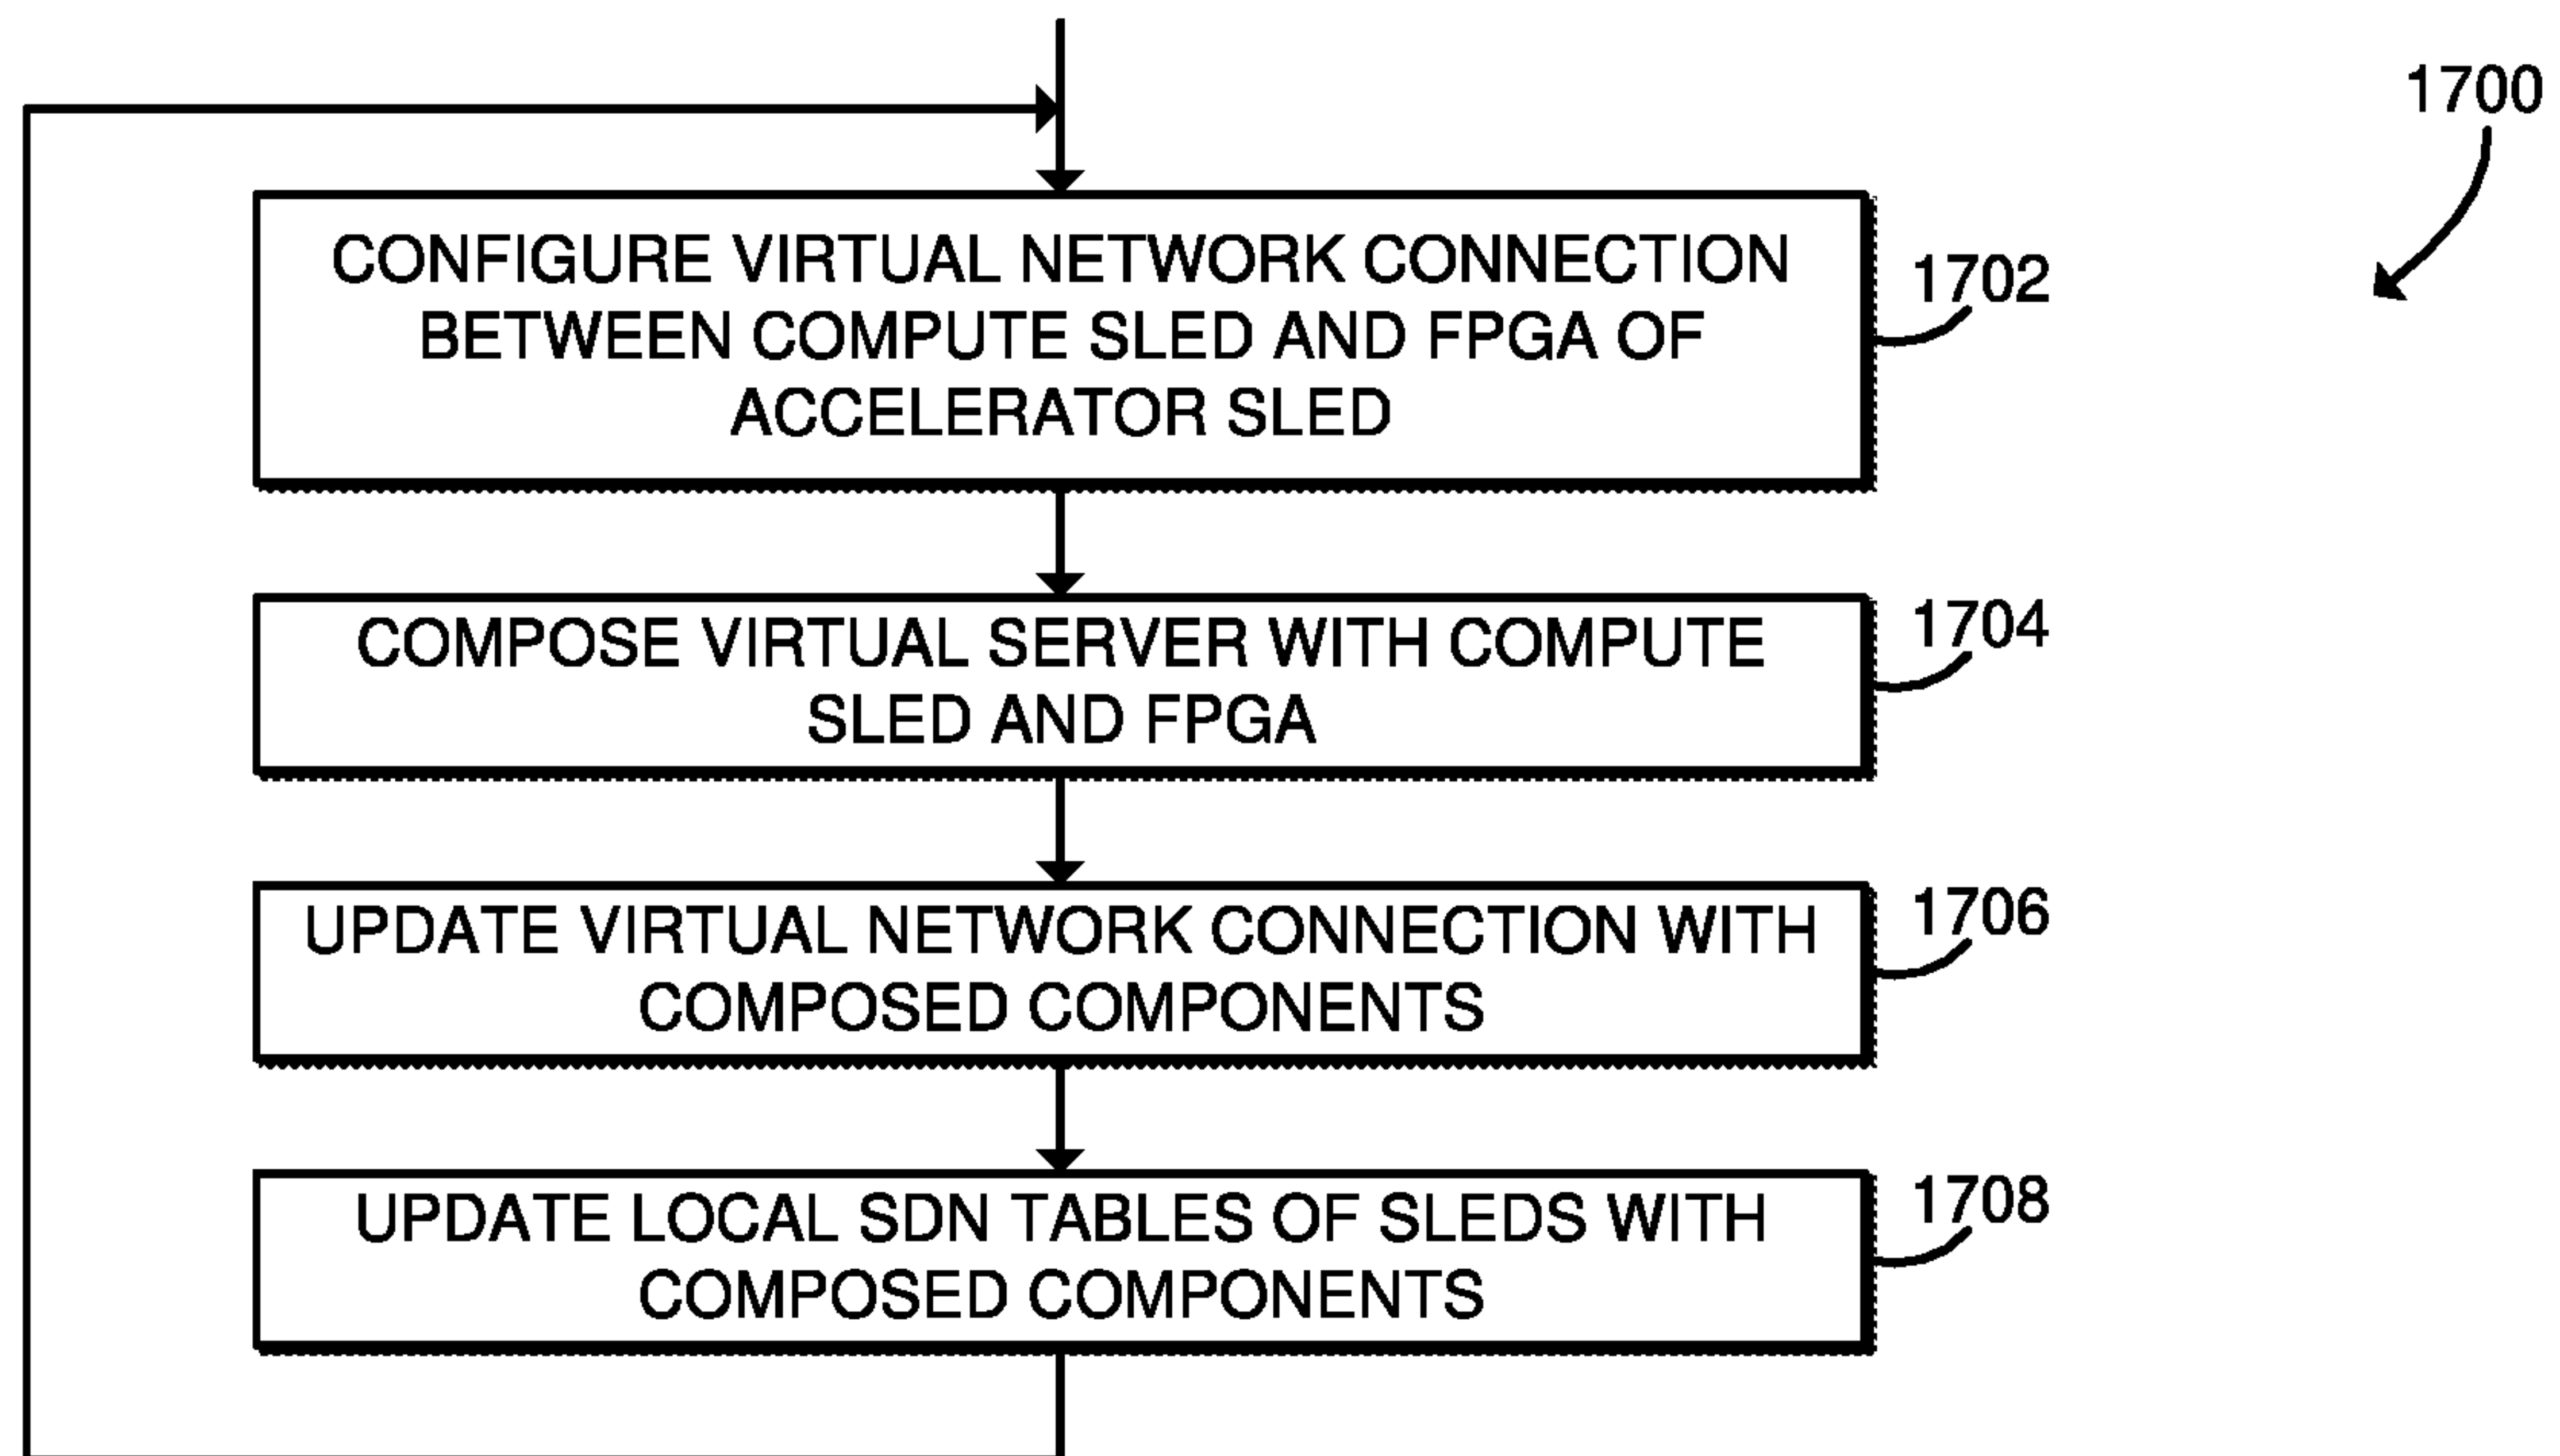 1700
CONFIGURE VIRTUAL NETWORK CONNECTION
BETWEEN COMPUTE SLED AND FPGA OF
ACCELERATOR SLED
1702
COMPOSE VIRTUAL SERVER WITH COMPUTE
SLED AND FPGA
1704
UPDATE VIRTUAL NETWORK CONNECTION WITH
COMPOSED COMPONENTS
1706
UPDATE LOCAL SDN TABLES OF SLEDS WITH
COMPOSED COMPONENTS
1708